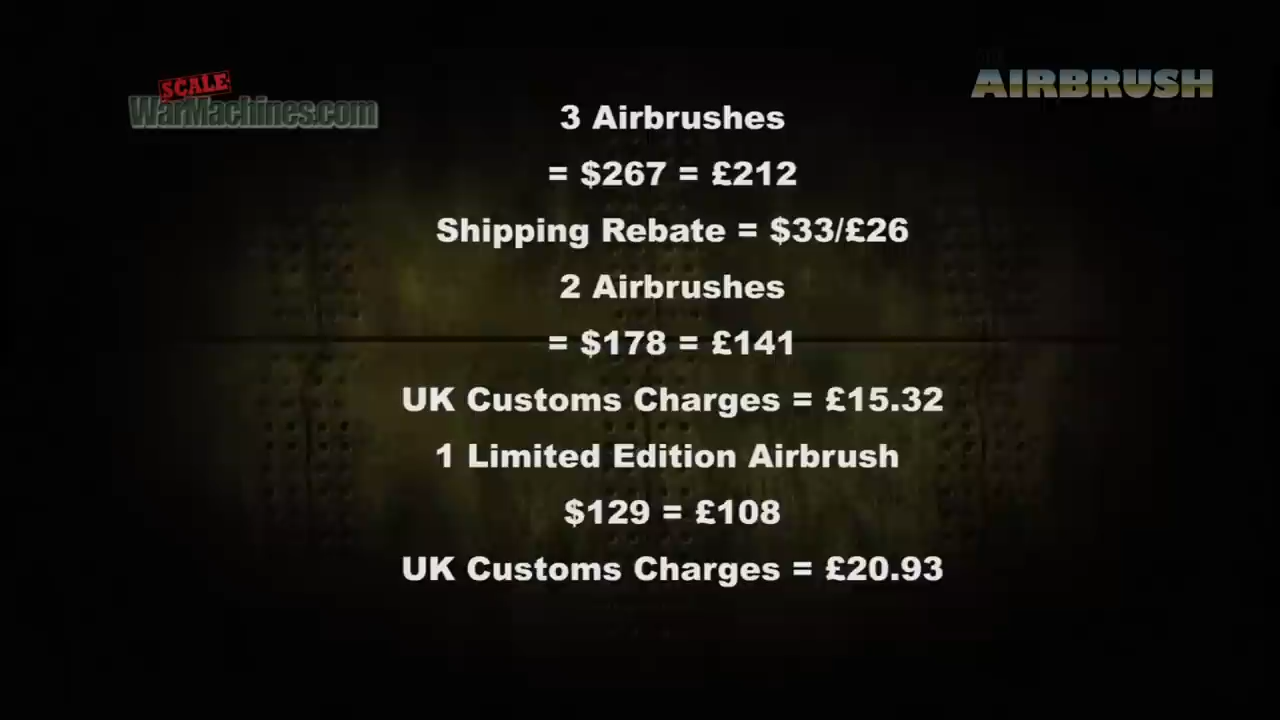 SCALE
WarMachines.com
AIRBRUSH
3 Airbrushes
= $267 = £212
Shipping Rebate = $33/£26
2 Airbrushes
= $178 = £141
UK Customs Charges = £15.32
1 Limited Edition Airbrush
$129 = £108
UK Customs Charges = £20.93